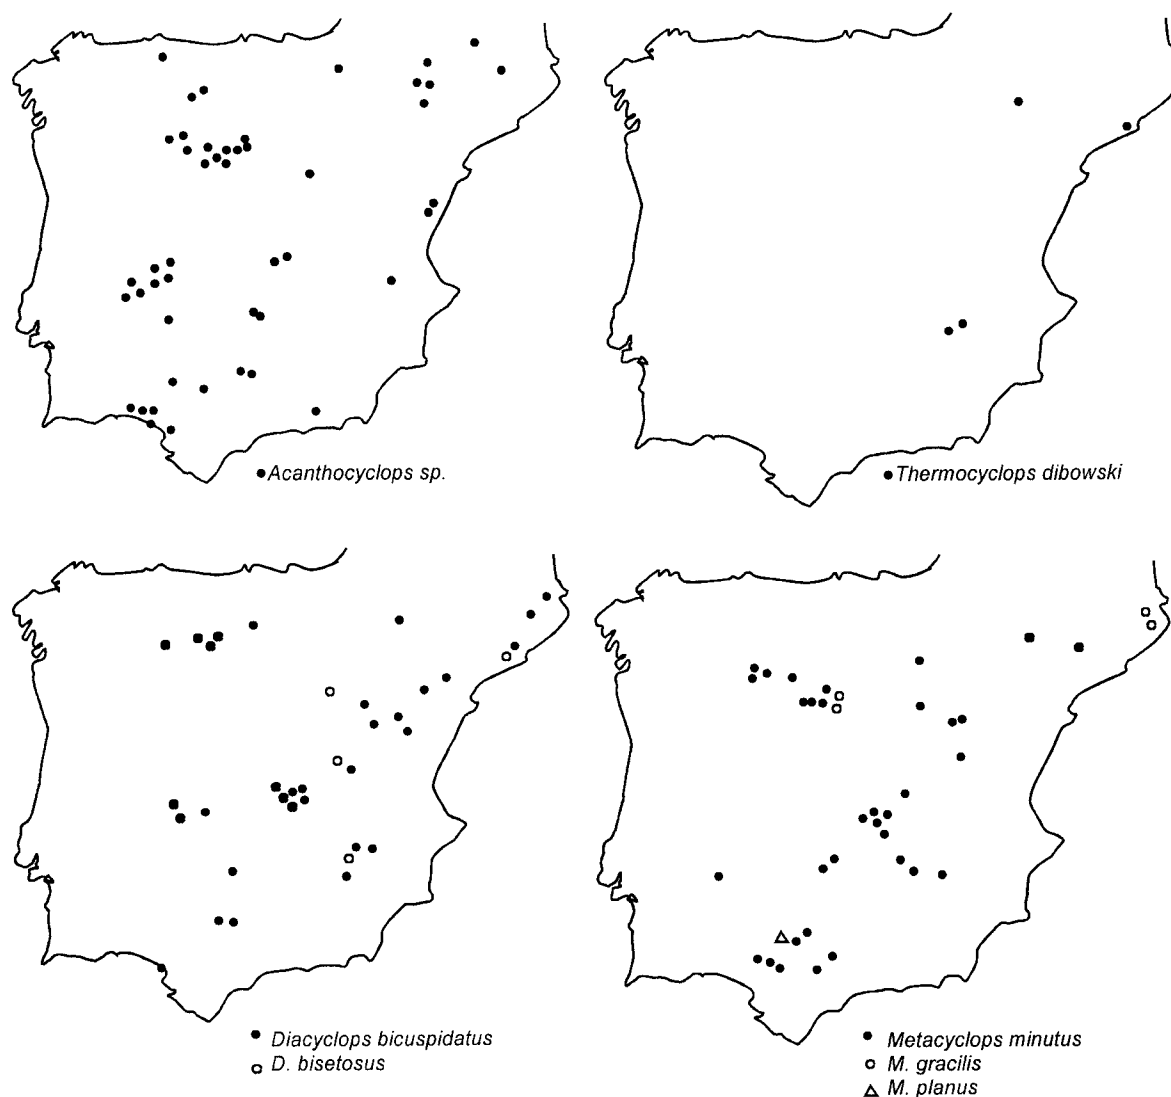 Acanthocyclops sp.
Thermocyclops dibowski
Diacyclops bicuspidatus
D. bisetosus
Metacyclops minutus
M. gracilis
M. planus